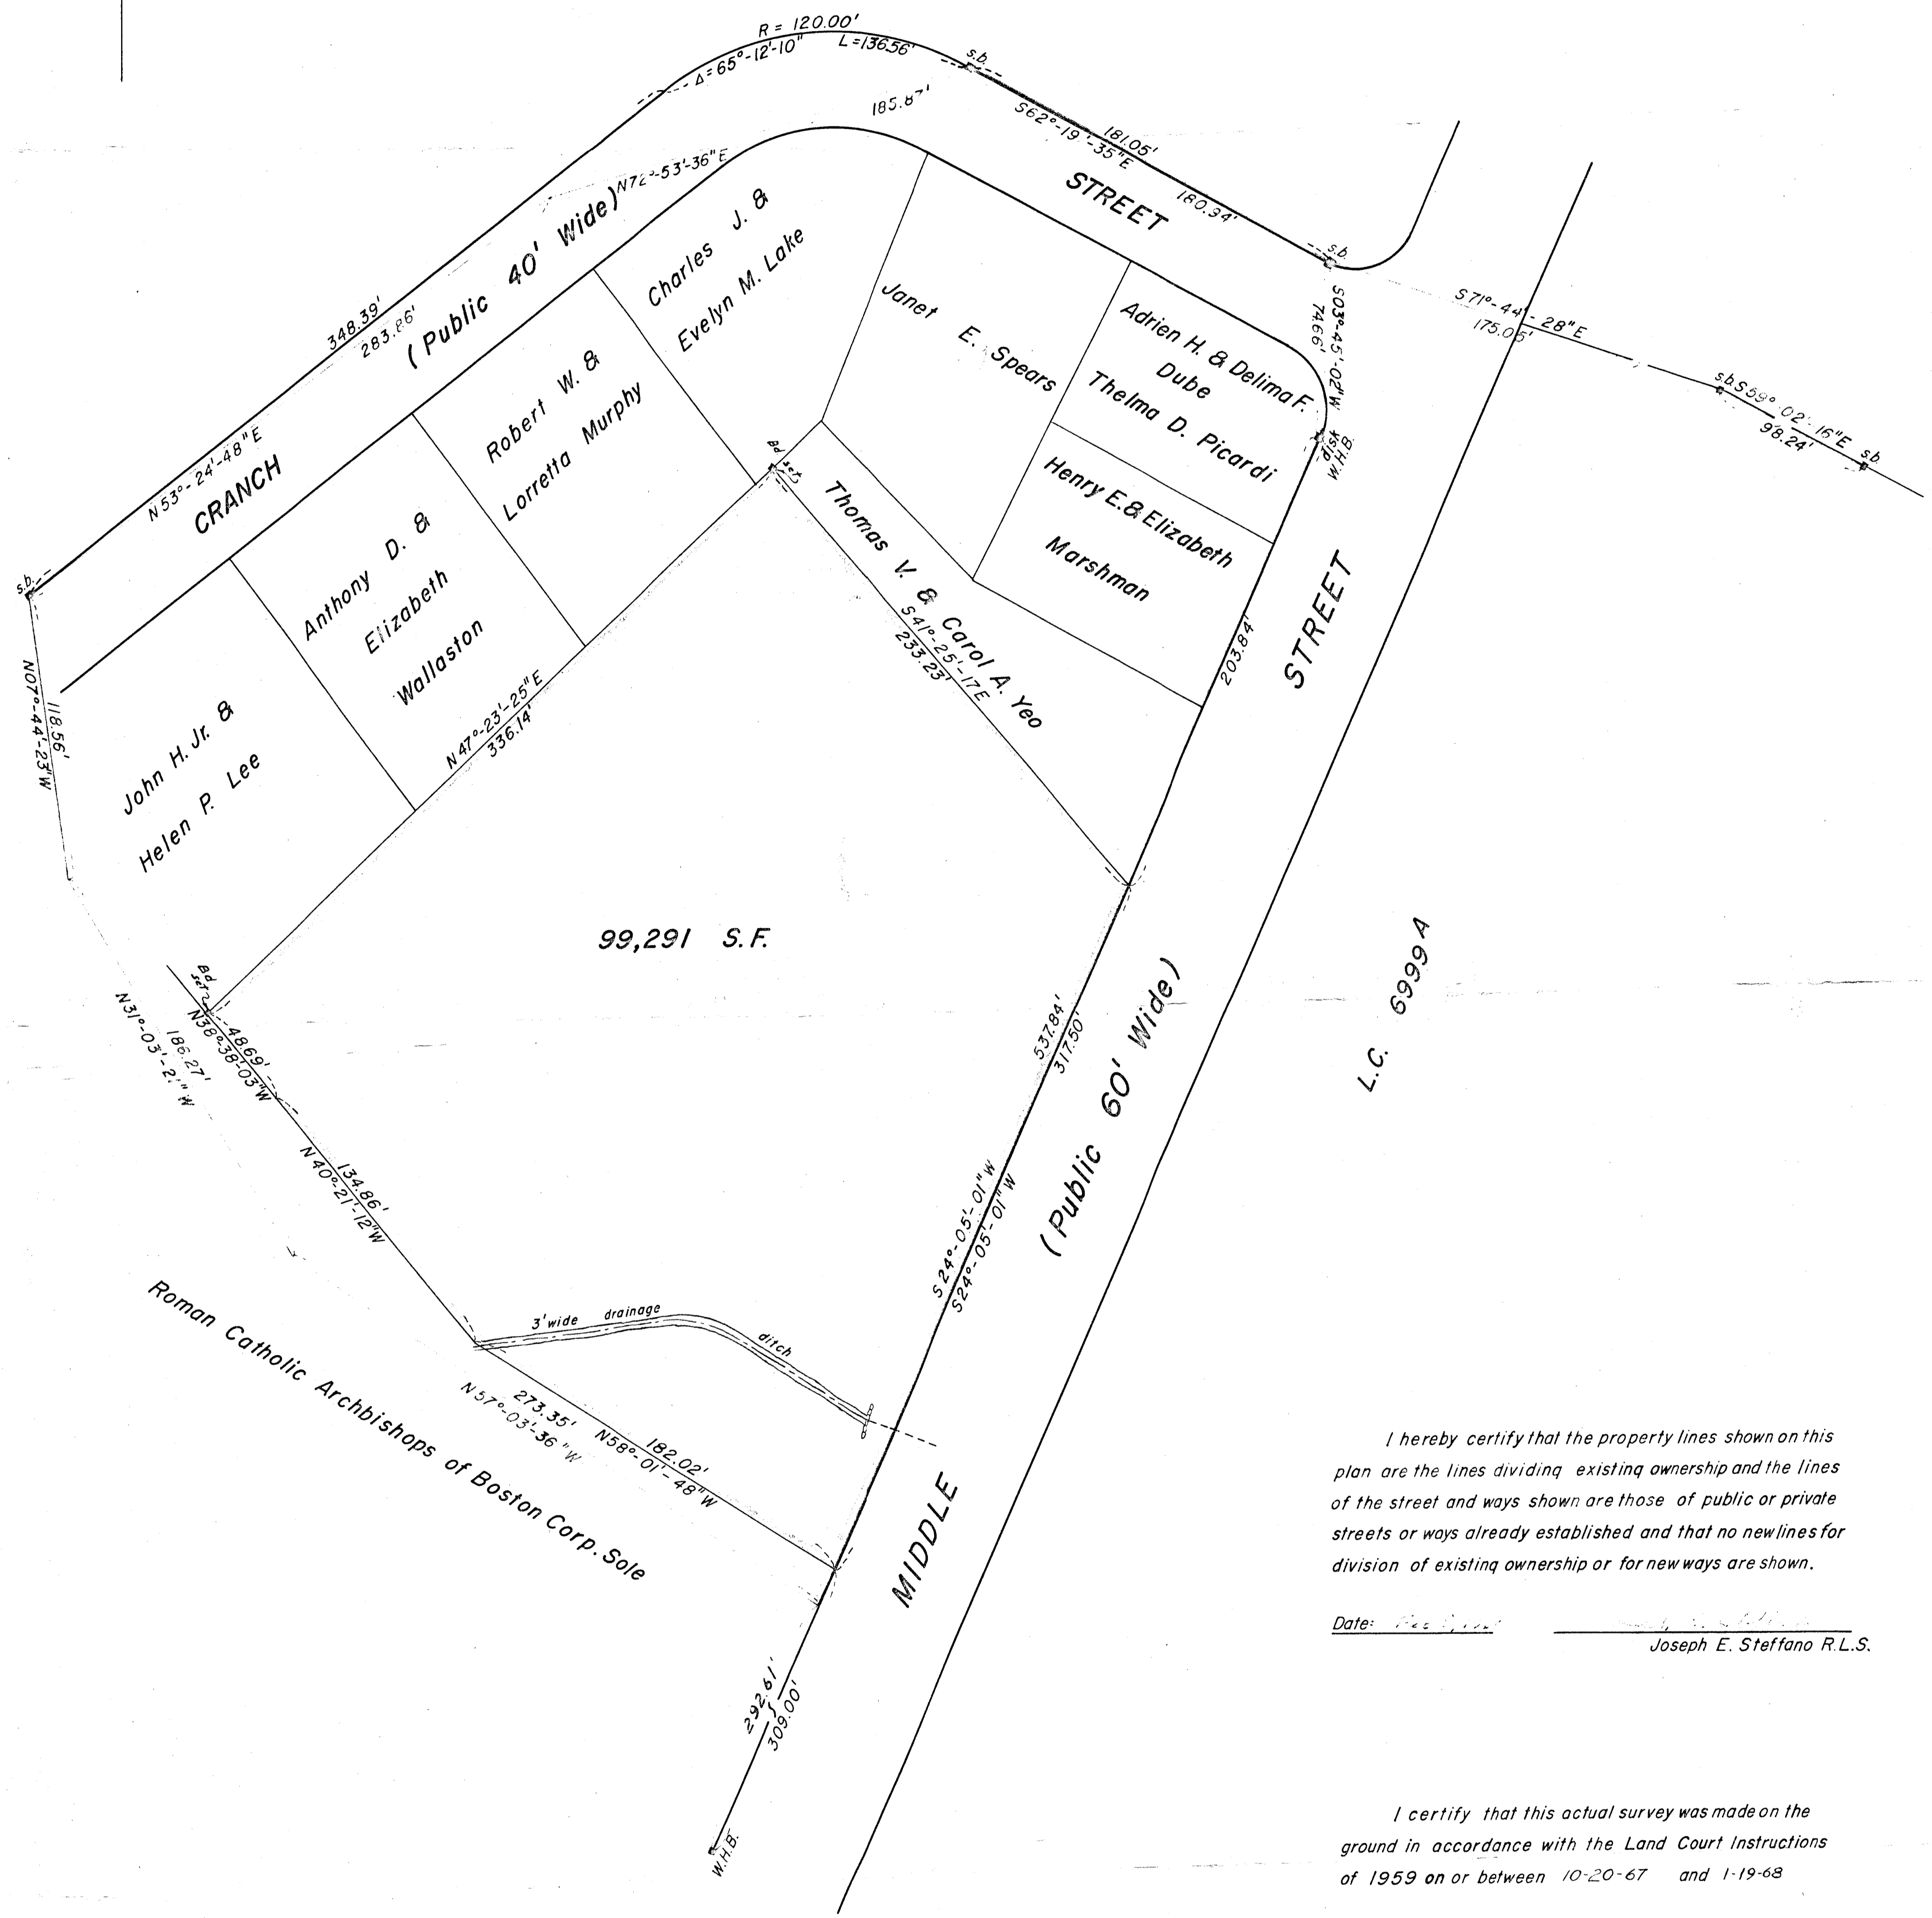 R = 120.00'
Δ = 65°-12'-10"
L = 136.56'
s.b.
185.87'
S62°-19'-35"E
181.05'
180.94'
STREET
N72°-53'-36"E
(Public 40' Wide)
348.39'
283.86'
N53°-24'-48"E
CRANCH
s.b.
s.b.
S03°-45'-02"W
74.66'
S71°-44'-28"E
175.05'
s.b.
S69°-02'-16"E
98.24'
s.b.
W.H.B.
Charles J. &
Evelyn M. Lake
Robert W. &
Lorretta Murphy
Anthony D. &
Elizabeth
Wallaston
John H. Jr. &
Helen P. Lee
Janet E. Spears
Adrien H. & Delima F.
Dube
Thelma D. Picardi
Henry E. & Elizabeth
Marshman
Bd set
Thomas V. & Carol A. Yeo
S41°-25'-17"E
233.23'
203.84'
STREET
N07°-44'-23"W
118.56'
N47°-23'-25"E
336.14'
99,291 S.F.
Bd
set
48.69'
N38°-38'-03"W
186.27'
N31°-03'-21"W
134.86'
N40°-21'-12"W
537.84'
317.50'
S24°-05'-01"W
S24°-05'-01"W
(Public 60' Wide)
L.C. 6999 A
3' wide drainage ditch
273.35'
N57°-03'-36"W
182.02'
N58°-01'-48"W
Roman Catholic Archbishops of Boston Corp. Sole
MIDDLE
292.61'
309.00'
W.H.B.
I hereby certify that the property lines shown on this
plan are the lines dividing existing ownership and the lines
of the street and ways shown are those of public or private
streets or ways already established and that no new lines for
division of existing ownership or for new ways are shown.
Date:
Joseph E. Steffano R.L.S.
I certify that this actual survey was made on the
ground in accordance with the Land Court Instructions
of 1959 on or between 10-20-67 and 1-19-68